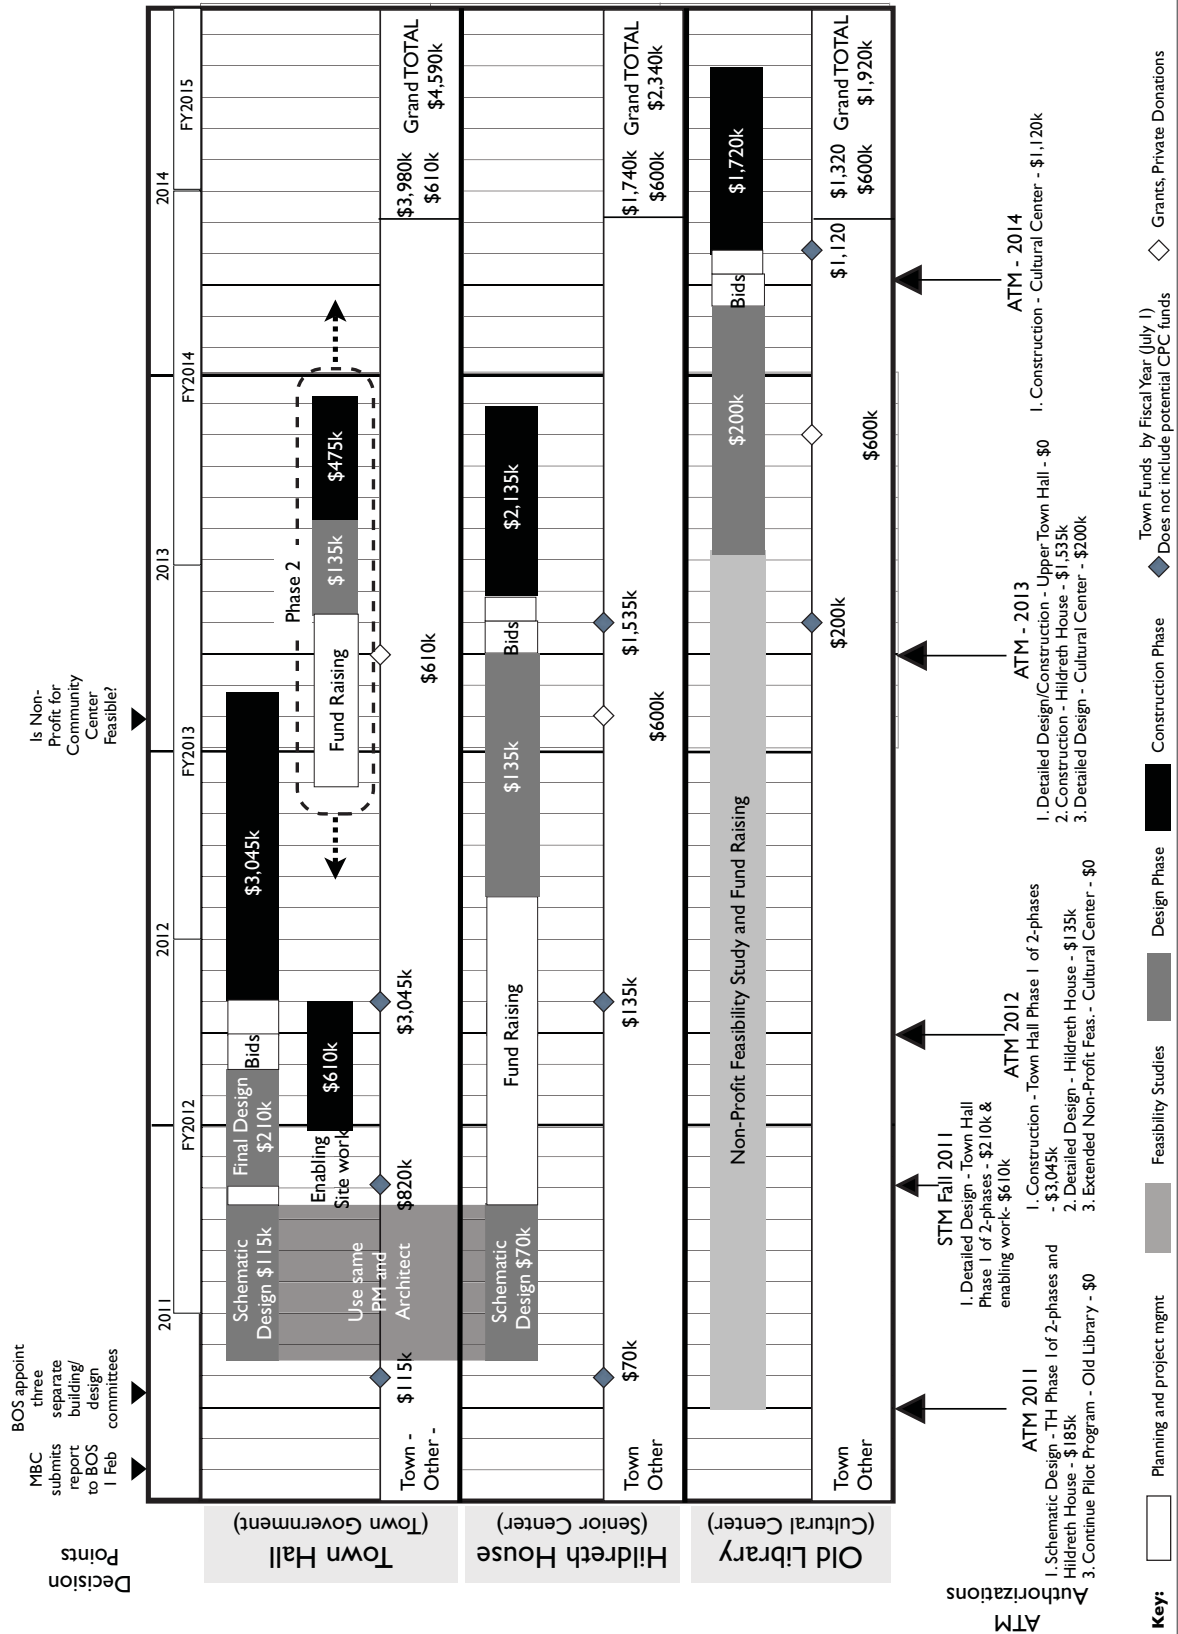 Decision
Points
MBC
submits
report
to BOS
1 Feb
BOS appoint
three
separate
building/
design
committees
Is Non-
Profit for
Community
Center
Feasible?
2011
2012
2013
2014
FY2012
FY2013
FY2014
FY2015
Town Hall
(Town Government)
Schematic
Design $115k
Final Design
$210k
Bids
$3,045k
Enabling
Site work
$610k
Phase 2
Fund Raising
$135k
$475k
Use same
PM and
Architect
Town -
Other -
$115k
$820k
$3,045k
$610k
$3,980k
$610k
Grand TOTAL
$4,590k
Hildreth House
(Senior Center)
Schematic
Design $70k
Fund Raising
$135k
Bids
$2,135k
Town
Other
$70k
$135k
$600k
$1,535k
$1,740k
$600k
Grand TOTAL
$2,340k
Old Library
(Cultural Center)
Non-Profit Feasibility Study and Fund Raising
$200k
Bids
$1,720k
Town
Other
$200k
$600k
$1,120
$1,320
$600k
Grand TOTAL
$1,920k
ATM
Authorizations
ATM 2011
1. Schematic Design - TH Phase 1of 2-phases and
Hildreth House - $185k
3. Continue Pilot Program - Old Library - $0
STM Fall 2011
1. Detailed Design - Town Hall
Phase 1 of 2-phases - $210k &
enabling work- $610k
ATM 2012
1.Construction - Town Hall Phase 1 of 2-phases
- $3,045k
2. Detailed Design - Hildreth House - $135k
3. Extended Non-Profit Feas. - Cultural Center - $0
ATM - 2013
1. Detailed Design/Construction - Upper Town Hall - $0
2. Construction - Hildreth House - $1,535k
3. Detailed Design - Cultural Center - $200k
ATM - 2014
1. Construction - Cultural Center - $1,120k
Key:
Planning and project mgmt
Feasibility Studies
Design Phase
Construction Phase
Town Funds by Fiscal Year (July 1)
Does not include potential CPC funds
Grants, Private Donations